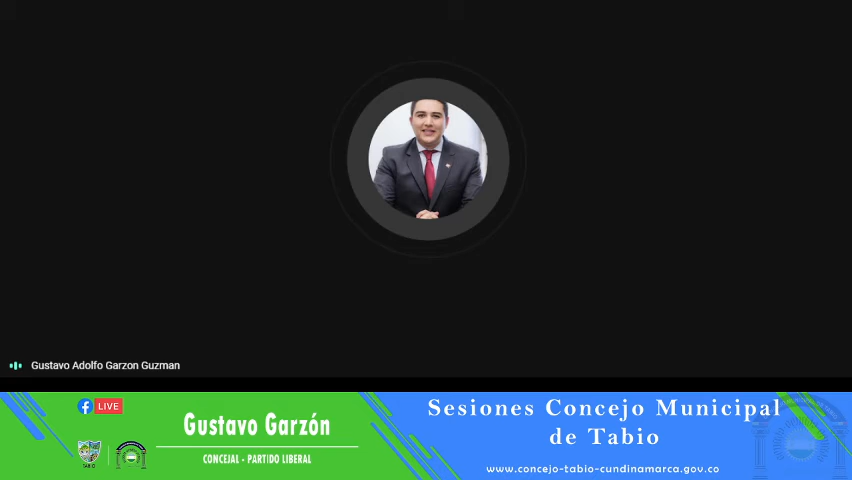 Gustavo Adolfo Garzon Guzman
LIVE
Gustavo Garzón
CONCEJAL - PARTIDO LIBERAL
TABIO
Sesiones Concejo Municipal
de Tabio
www.concejo-tabio-cundinamarca.gov.co